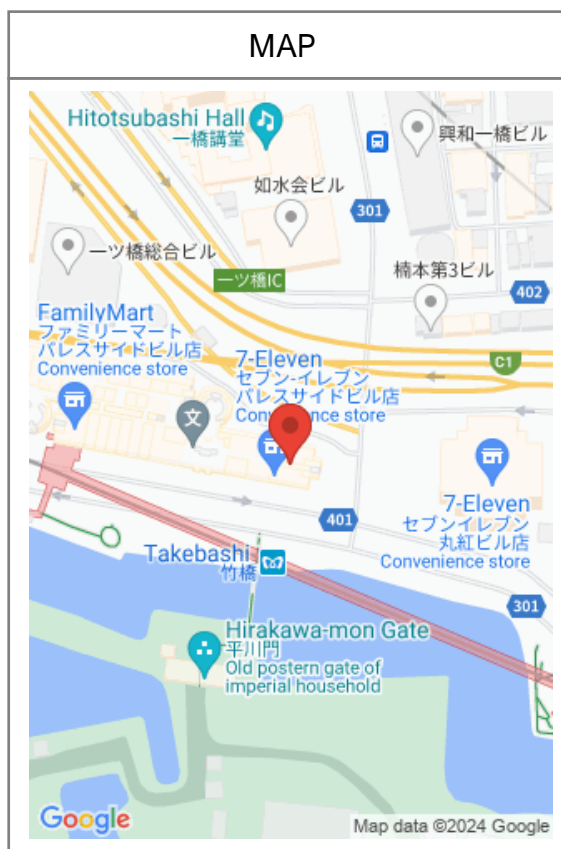 MAP
Hitotsubashi Hall
一橋講堂
興和一橋ビル
如水会ビル
301
一ツ橋総合ビル
楠本第3ビル
一ツ橋IC
402
FamilyMart
ファミリーマート
パレスサイドビル店
Convenience store
7-Eleven
セブン-イレブン
パレスサイドビル店
Convenience store
C1
文
7-Eleven
セブンイレブン
丸紅ビル店
Convenience store
401
Takebashi
竹橋
301
Hirakawa-mon Gate
平川門
Old postern gate of
imperial household
Google
Map data ©2024 Google